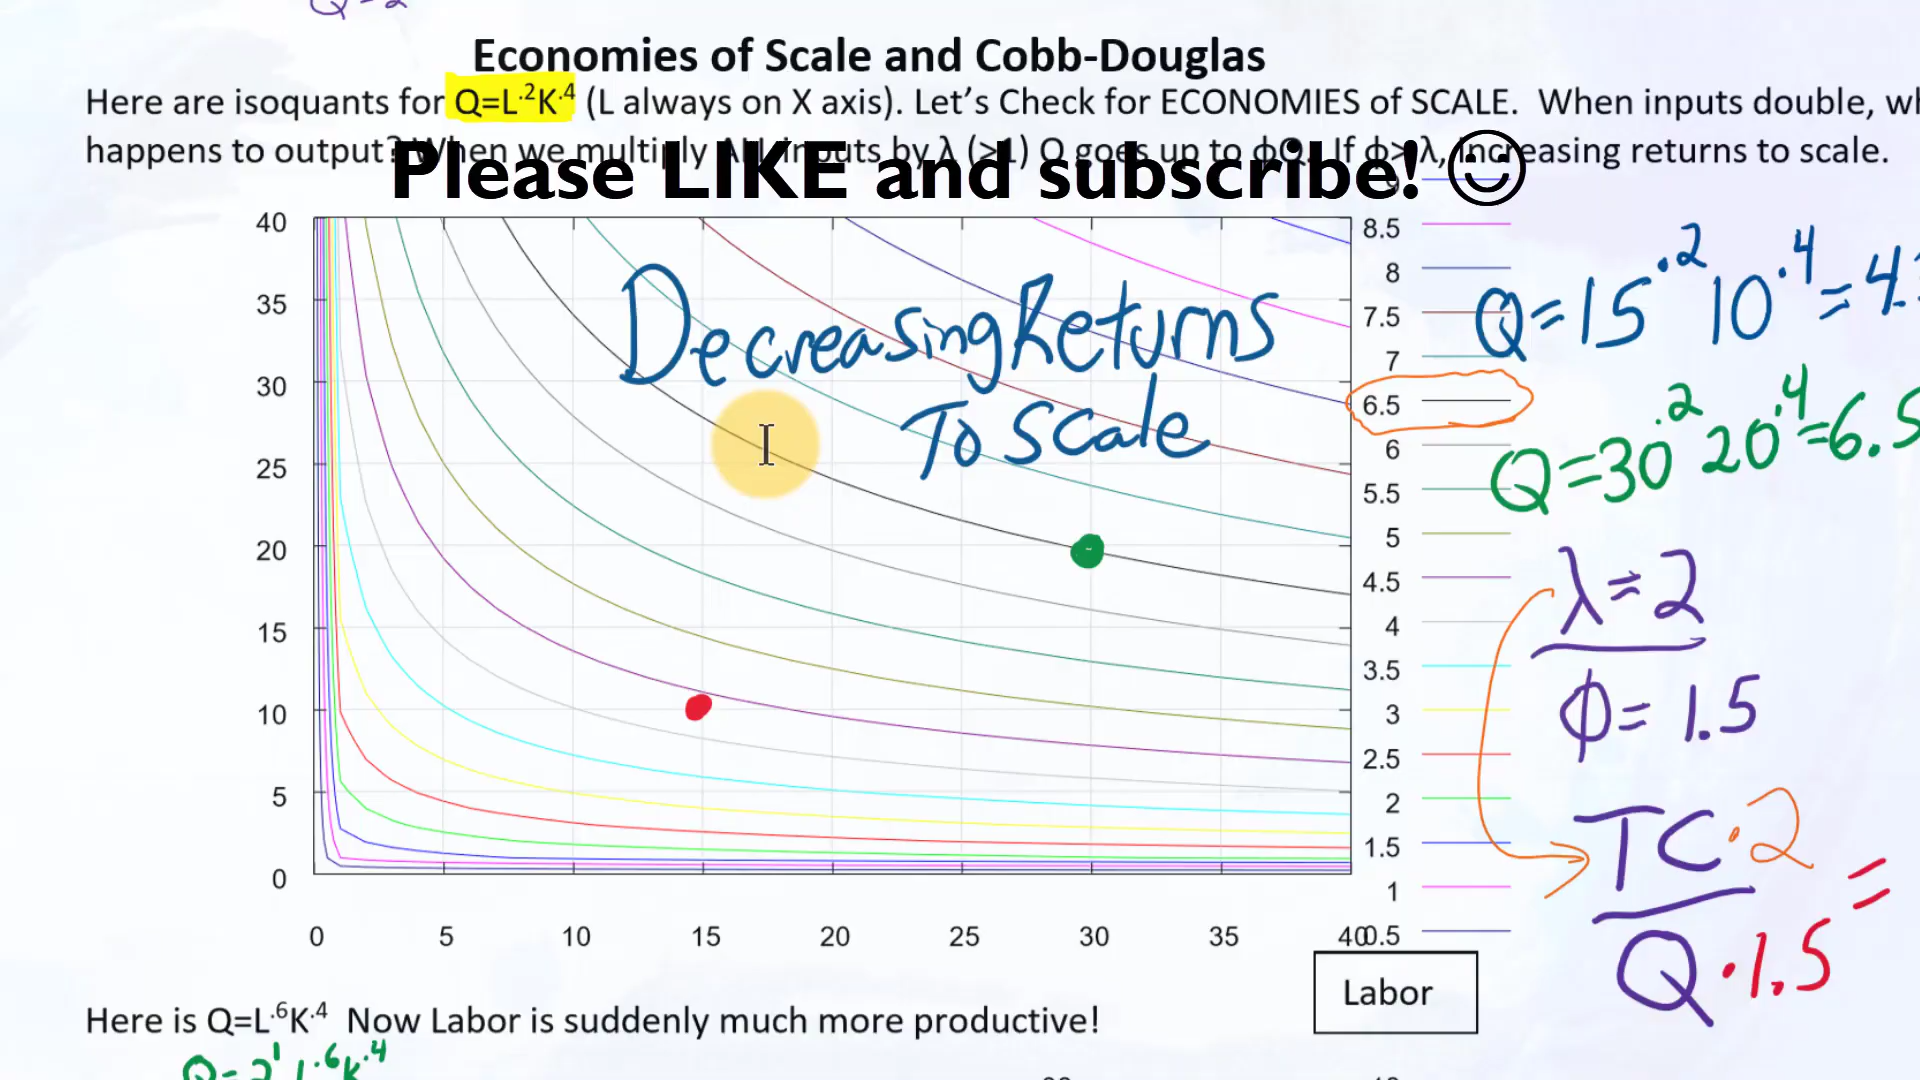 Q=2
Economies of Scale and Cobb-Douglas
Here are isoquants for Q=L.2K.4 (L always on X axis). Let's Check for ECONOMIES of SCALE. When inputs double, wh
happens to output? When we multiply ALL inputs by λ (>1) Q goes up to ϕQ. If ϕ>λ, Increasing returns to scale.
Please LIKE and subscribe! ☺
9
8.5
8
7.5
7
6.5
6
5.5
5
4.5
4
3.5
3
2.5
2
1.5
1
0.5
40
35
30
25
20
15
10
5
0
0 5 10 15 20 25 30 35 40
Decreasing Returns
To Scale
Q=15.2 10.4=4.
Q=30.2 20.4=6.5
λ=2
ϕ=1.5
TC·2
=
Q·1.5
Labor
Here is Q=L.6K.4 Now Labor is suddenly much more productive!
Q=2¹L.6K.4